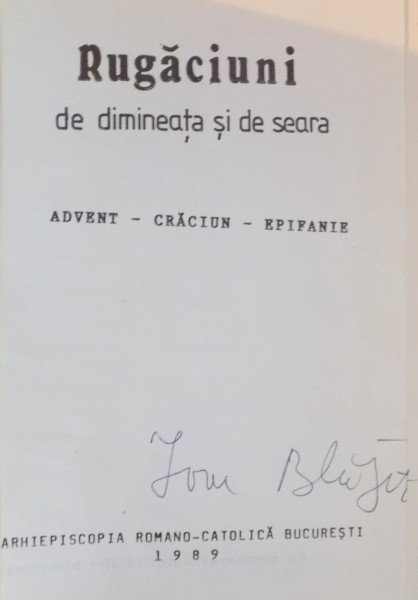 Rugăciuni
de dimineața și de seara
ADVENT - CRĂCIUN - EPIFANIE
ARHIEPISCOPIA ROMANO-CATOLICĂ BUCUREȘTI
1989